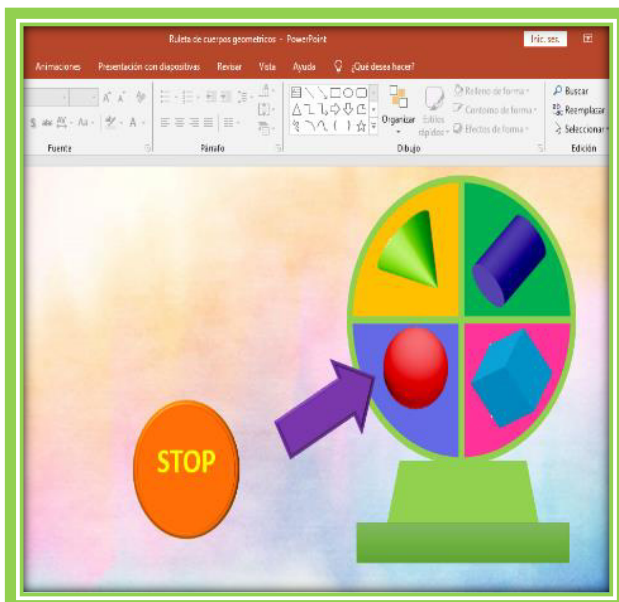 Ruleta de cuerpos geometricos - PowerPoint
Inic. ses.
Animaciones Presentación con diapositivas Revisar Vista Ayuda ¿Qué desea hacer?
Relleno de forma Buscar
Organizar Estilos Contorno de forma Reemplazar
rápidos Efectos de forma Seleccionar
Fuente Párrafo Dibujo Edición
STOP